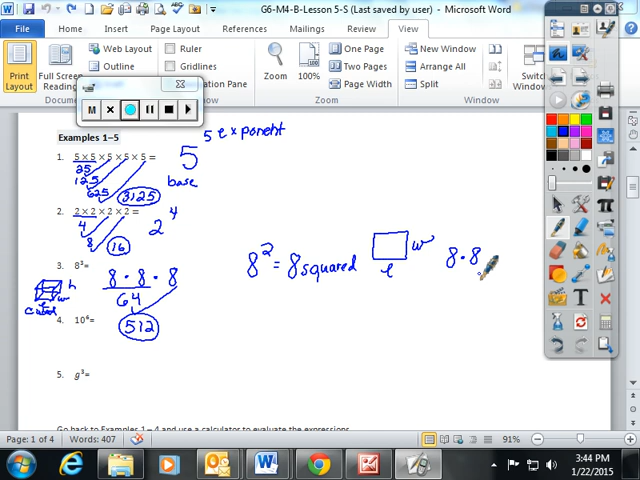 G6-M4-B-Lesson 5-S (Last saved by user) - Microsoft Word
File Home Insert Page Layout References Mailings Review View
Print Layout
Full Screen Reading
Web Layout
Outline
Ruler
Gridlines
Zoom
100%
One Page
Two Pages
Page Width
Zoom
New Window
Arrange All
Split
Switch
Window
M
Examples 1–5
5 exponent
1. 5 × 5 × 5 × 5 × 5 = 5
25
125
625
3125
base
2. 2 × 2 × 2 × 2 = 2 4
4
8
16
3. 8³= 8 · 8 · 8
64
512
h
w
cubed
8² = 8 squared
w
l
8 · 8
4. 10⁶=
5. g³=
Go back to Examples 1–4 and use a calculator to evaluate the expressions.
Page: 1 of 4 Words: 407 91%
3:44 PM
1/22/2015